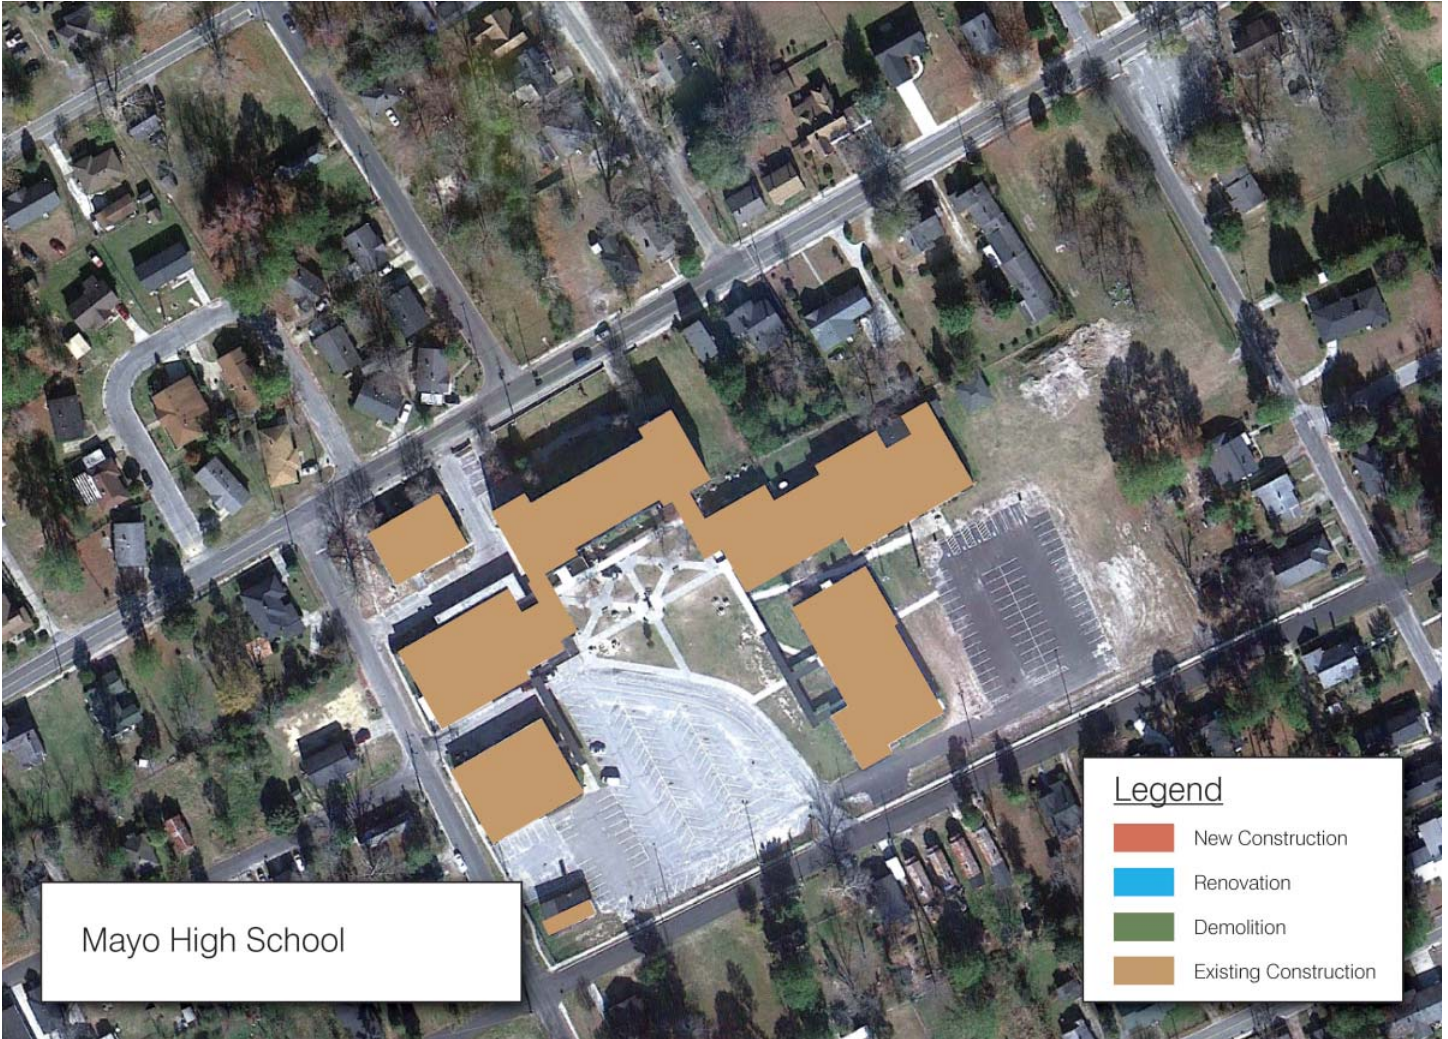 Mayo High School
Legend
New Construction
Renovation
Demolition
Existing Construction